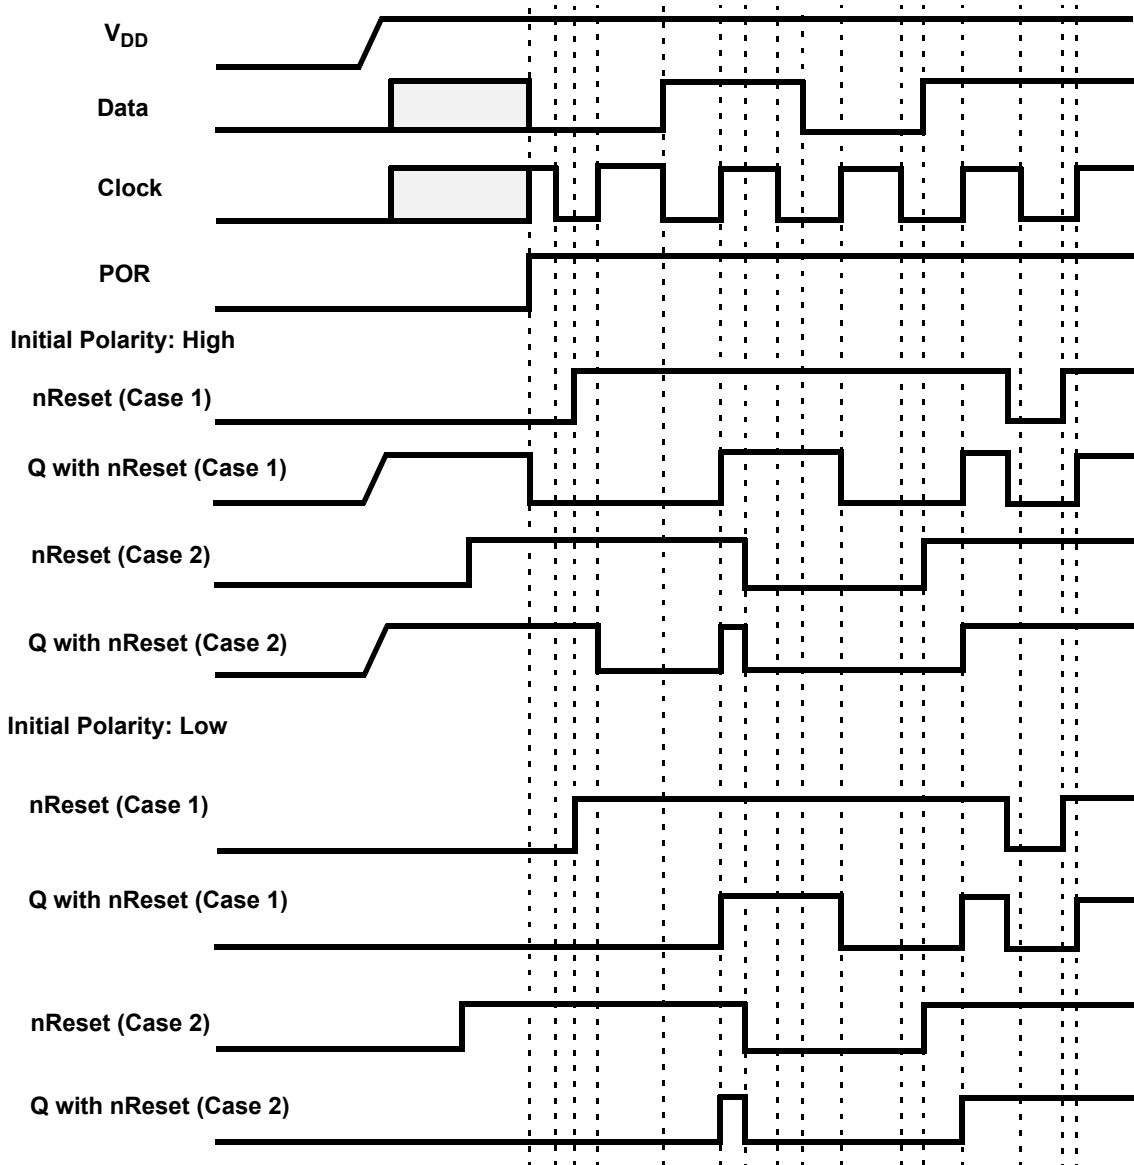 VDD
Data
Clock
POR
Initial Polarity: High
nReset (Case 1)
Q with nReset (Case 1)
nReset (Case 2)
Q with nReset (Case 2)
Initial Polarity: Low
nReset (Case 1)
Q with nReset (Case 1)
nReset (Case 2)
Q with nReset (Case 2)